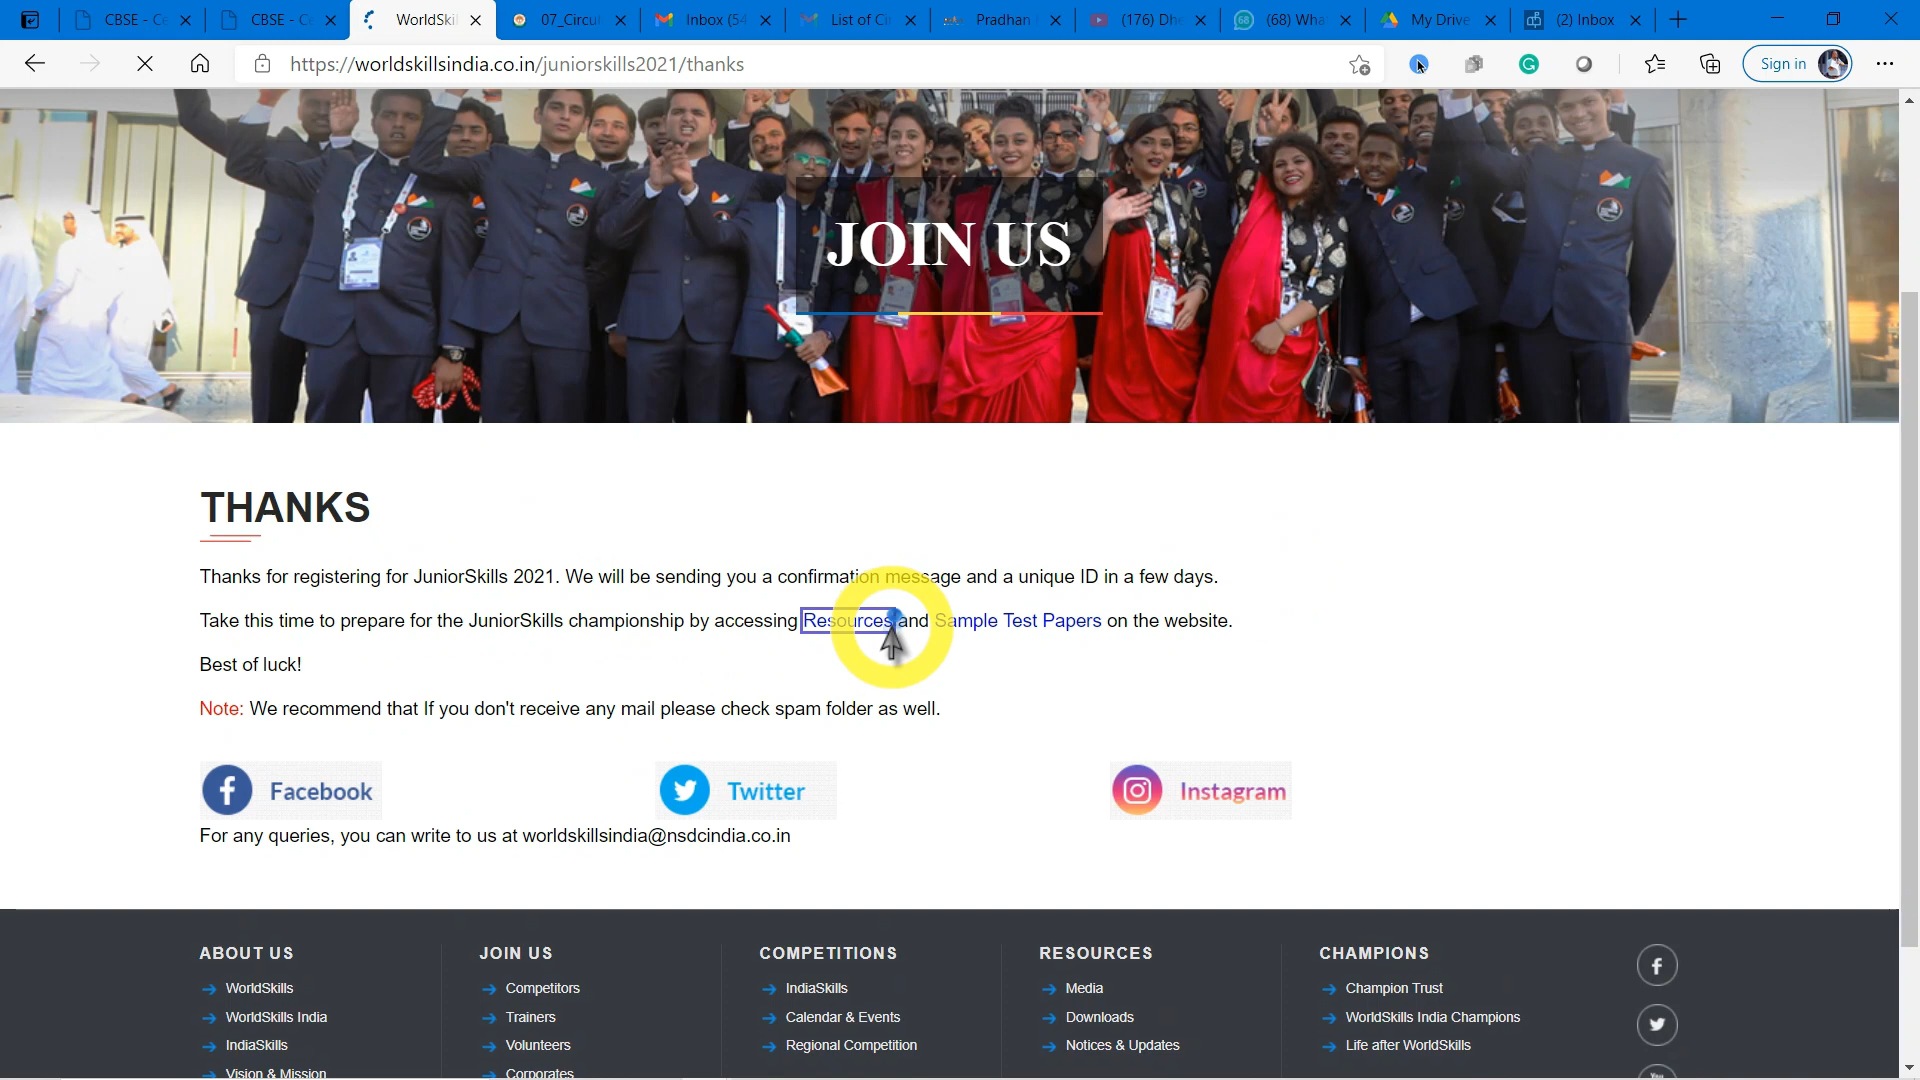 CBSE - Ce
CBSE - Ce
WorldSkil
07_Circul
Inbox (54
List of Cir
Pradhan
(176) Dhe
(68) Wha
My Drive
(2) Inbox
https://worldskillsindia.co.in/juniorskills2021/thanks
Sign in
JOIN US
THANKS
Thanks for registering for JuniorSkills 2021. We will be sending you a confirmation message and a unique ID in a few days.
Take this time to prepare for the JuniorSkills championship by accessing Resources and Sample Test Papers on the website.
Best of luck!
Note: We recommend that If you don't receive any mail please check spam folder as well.
Facebook
Twitter
Instagram
For any queries, you can write to us at worldskillsindia@nsdcindia.co.in
ABOUT US
WorldSkills
WorldSkills India
IndiaSkills
Vision & Mission
JOIN US
Competitors
Trainers
Volunteers
Corporates
COMPETITIONS
IndiaSkills
Calendar & Events
Regional Competition
RESOURCES
Media
Downloads
Notices & Updates
CHAMPIONS
Champion Trust
WorldSkills India Champions
Life after WorldSkills